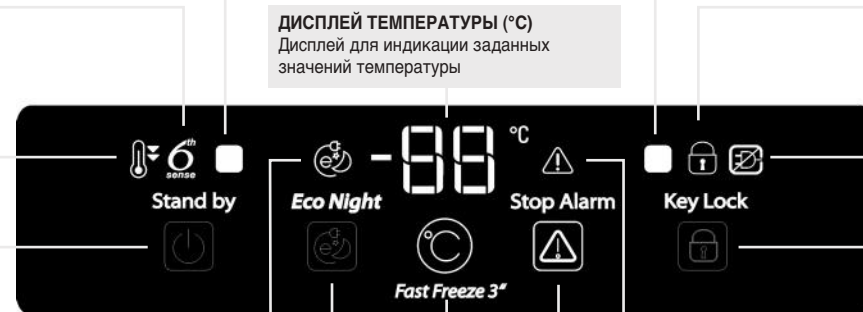 ДИСПЛЕЙ ТЕМПЕРАТУРЫ (°C)
Дисплей для индикации заданных
значений температуры
6th
sense
e
-88 °C
Stand by
Eco Night
Stop Alarm
Key Lock
e
°C
Fast Freeze 3”